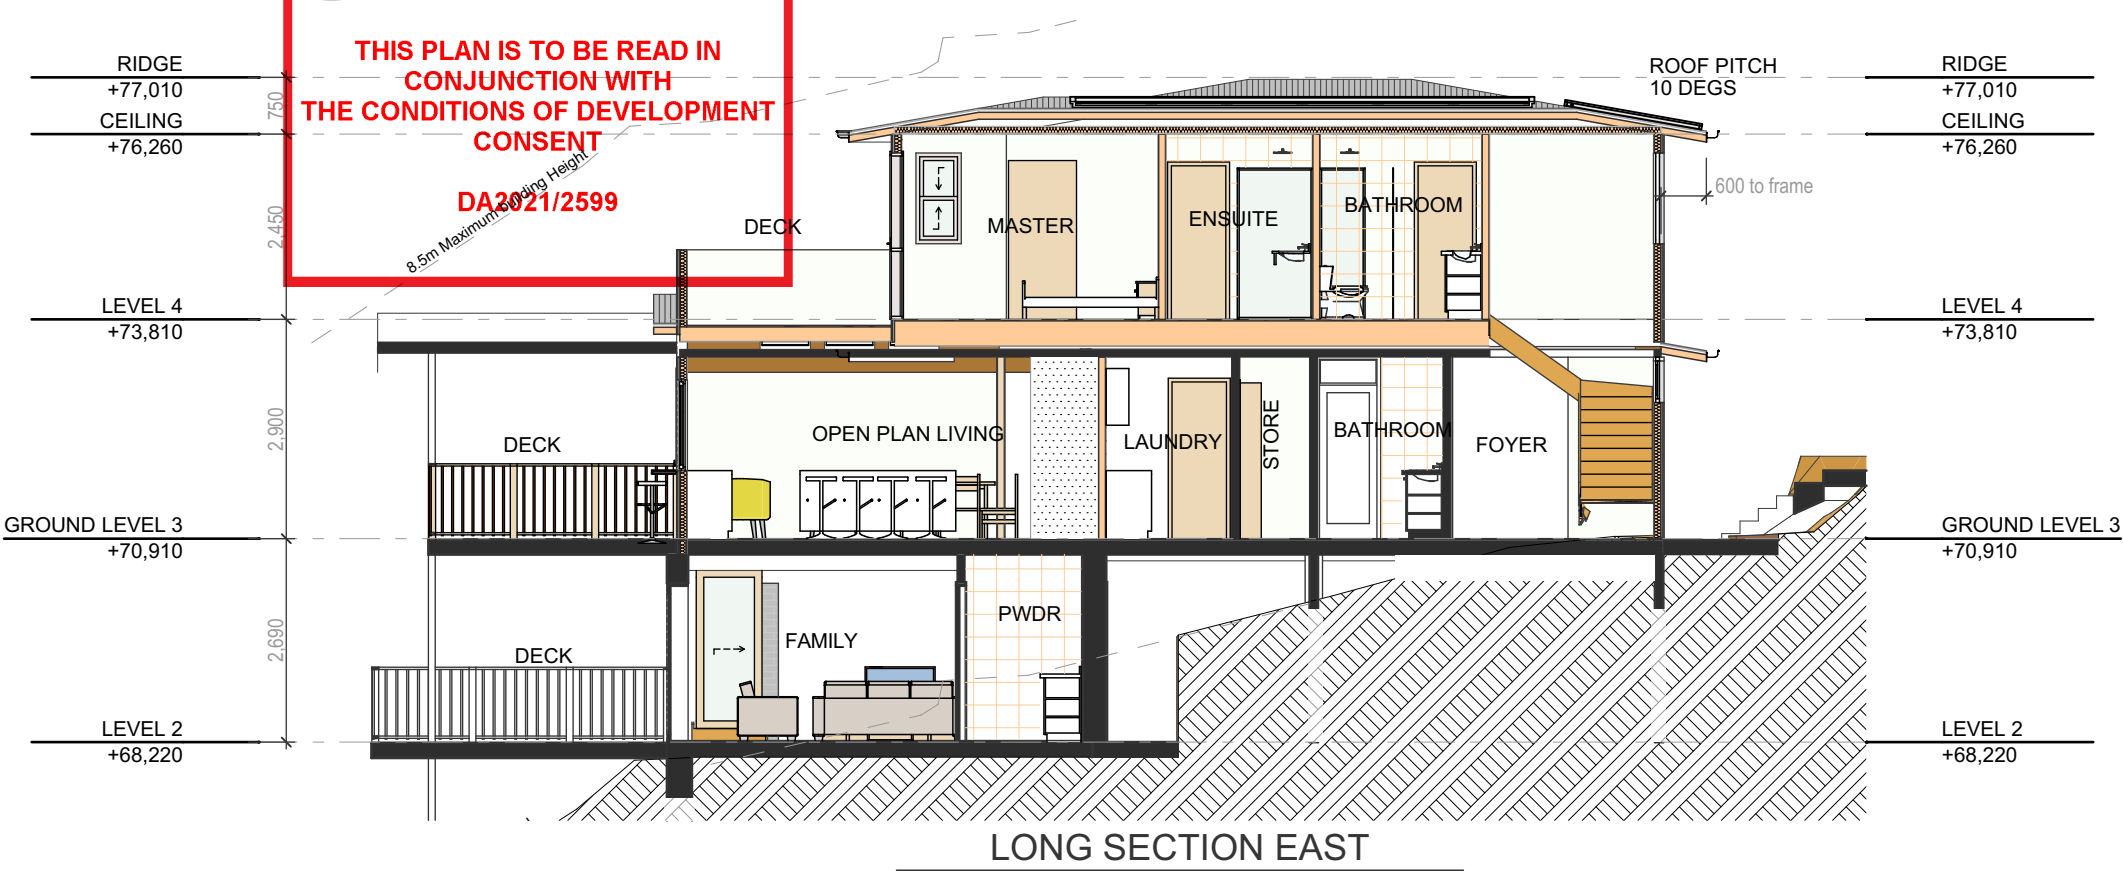 THIS PLAN IS TO BE READ IN
CONJUNCTION WITH
THE CONDITIONS OF DEVELOPMENT
CONSENT
DA2021/2599
8.5m Maximum building Height
RIDGE
+77,010
CEILING
+76,260
LEVEL 4
+73,810
GROUND LEVEL 3
+70,910
LEVEL 2
+68,220
750
2,450
2,900
2,690
ROOF PITCH
10 DEGS
RIDGE
+77,010
CEILING
+76,260
600 to frame
LEVEL 4
+73,810
GROUND LEVEL 3
+70,910
LEVEL 2
+68,220
DECK
MASTER
ENSUITE
BATHROOM
DECK
OPEN PLAN LIVING
LAUNDRY
STORE
BATHROOM
FOYER
DECK
FAMILY
PWDR
LONG SECTION EAST